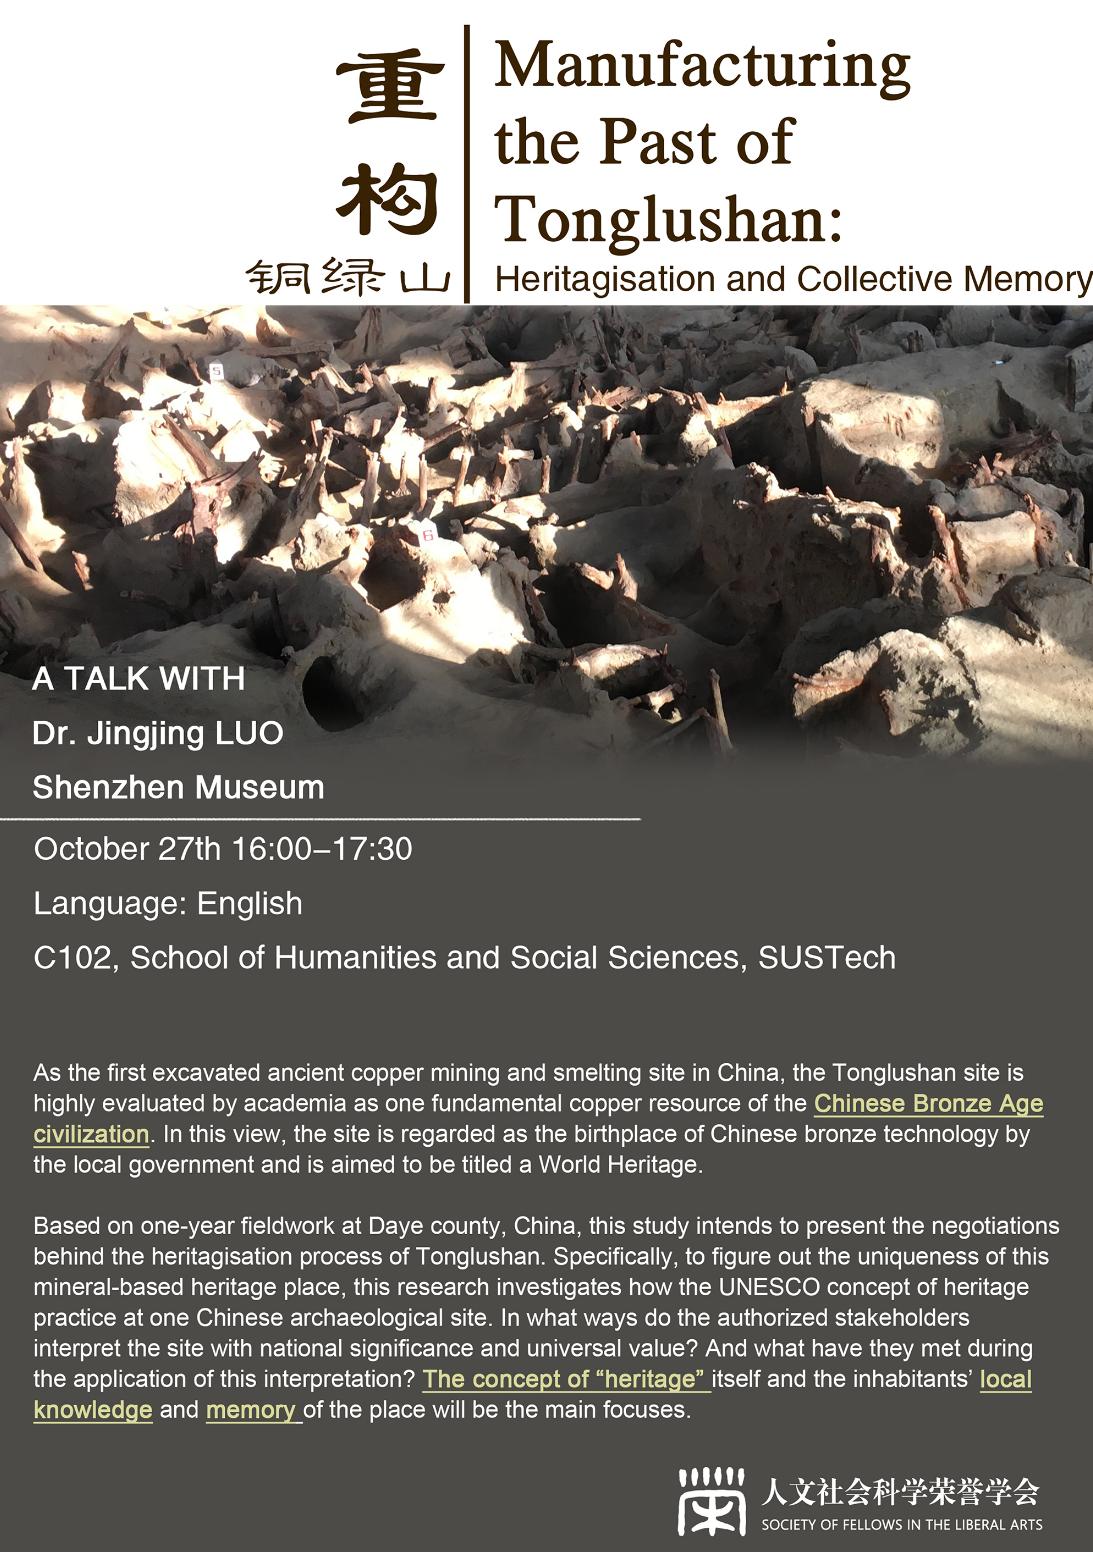 重
构
铜绿山
Manufacturing
the Past of
Tonglushan:
Heritagisation and Collective Memory
5
6
A TALK WITH
Dr. Jingjing LUO
Shenzhen Museum
October 27th 16:00–17:30
Language: English
C102, School of Humanities and Social Sciences, SUSTech
As the first excavated ancient copper mining and smelting site in China, the Tonglushan site is
highly evaluated by academia as one fundamental copper resource of the Chinese Bronze Age
civilization. In this view, the site is regarded as the birthplace of Chinese bronze technology by
the local government and is aimed to be titled a World Heritage.
Based on one-year fieldwork at Daye county, China, this study intends to present the negotiations
behind the heritagisation process of Tonglushan. Specifically, to figure out the uniqueness of this
mineral-based heritage place, this research investigates how the UNESCO concept of heritage
practice at one Chinese archaeological site. In what ways do the authorized stakeholders
interpret the site with national significance and universal value? And what have they met during
the application of this interpretation? The concept of “heritage” itself and the inhabitants’ local
knowledge and memory of the place will be the main focuses.
人文社会科学荣誉学会
SOCIETY OF FELLOWS IN THE LIBERAL ARTS